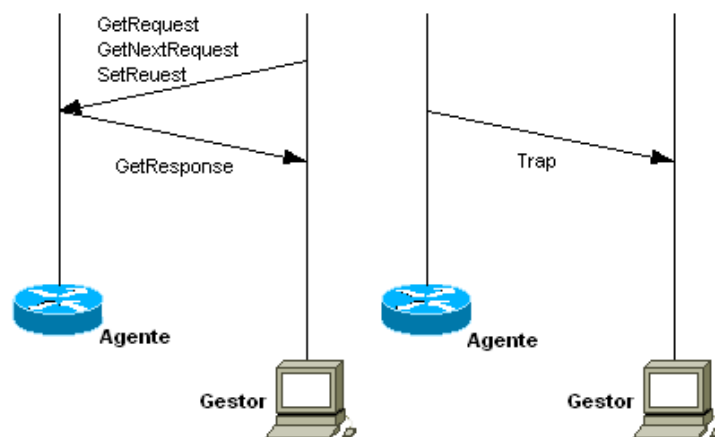 GetRequest
GetNextRequest
SetReuest
GetResponse
Trap
Agente
Gestor
Agente
Gestor